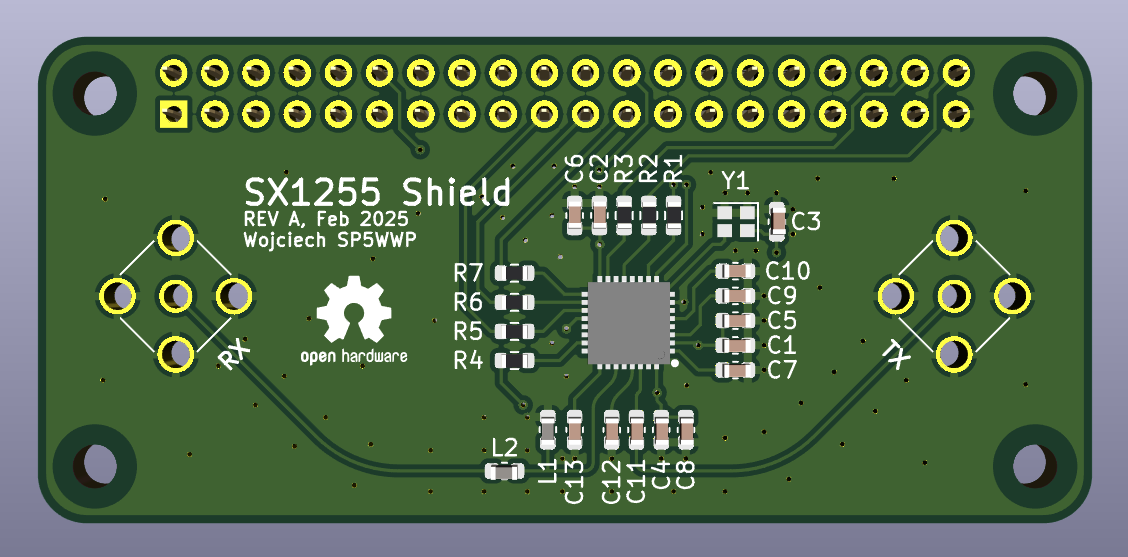 C6 C2 R3 R2 R1
Y1
SX1255 Shield
REV A, Feb 2025
Wojciech SP5WWP
C3
R7
C10
R6
C9
R5
C5
R4
C1
C7
open hardware
RX
TX
L2
L1 C13 C12 C11 C4 C8